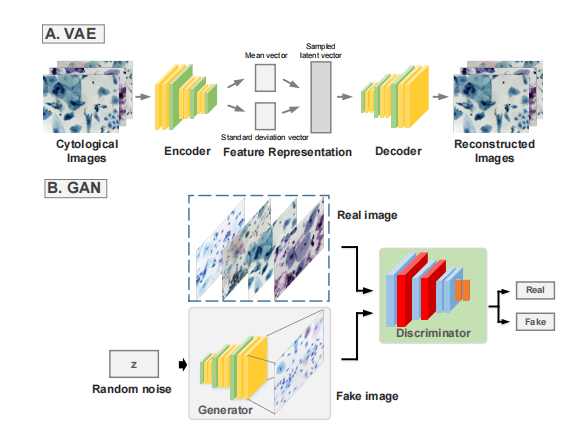 A. VAE
Mean vector
Sampled
latent vector
Standard deviation vector
Cytological
Images
Encoder
Feature Representation
Decoder
Reconstructed
Images
B. GAN
Real image
Discriminator
Real
Fake
z
Random noise
Generator
Fake image